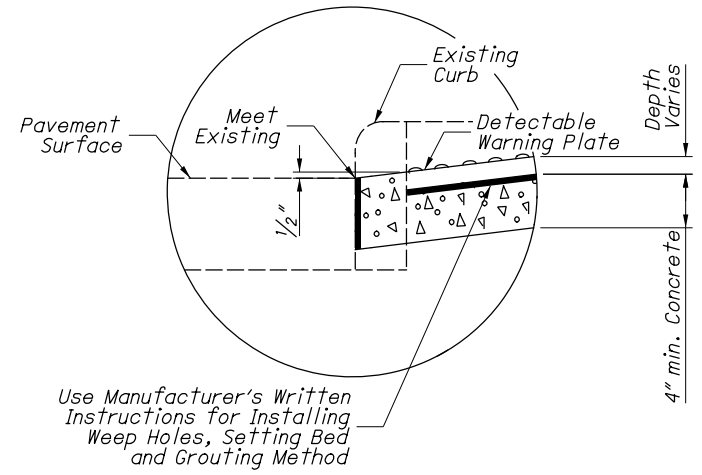 Existing
Curb
Meet
Existing
Pavement
Surface
Detectable
Warning Plate
Depth
Varies
1/2"
4" min. Concrete
Use Manufacturer's Written
Instructions for Installing
Weep Holes, Setting Bed
and Grouting Method